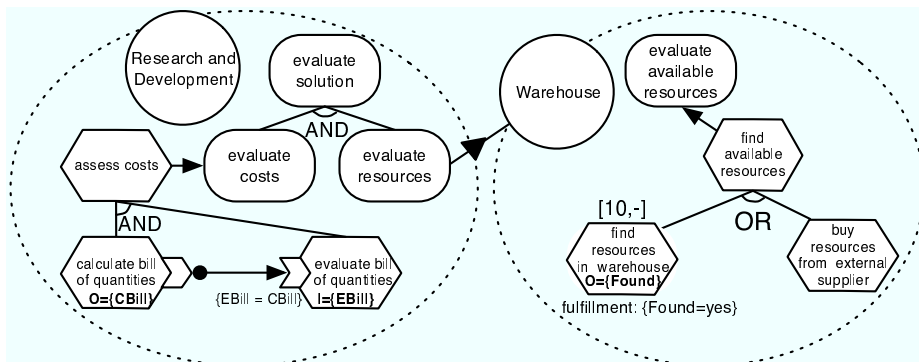 Research and
Development
evaluate
solution
AND
evaluate
costs
evaluate
resources
assess costs
AND
calculate bill
of quantities
O={CBill}
{EBill = CBill}
evaluate bill
of quantities
I={EBill}
Warehouse
evaluate
available
resources
find
available
resources
OR
[10,-]
find
resources
in warehouse
O={Found}
fulfillment: {Found=yes}
buy
resources
from external
supplier